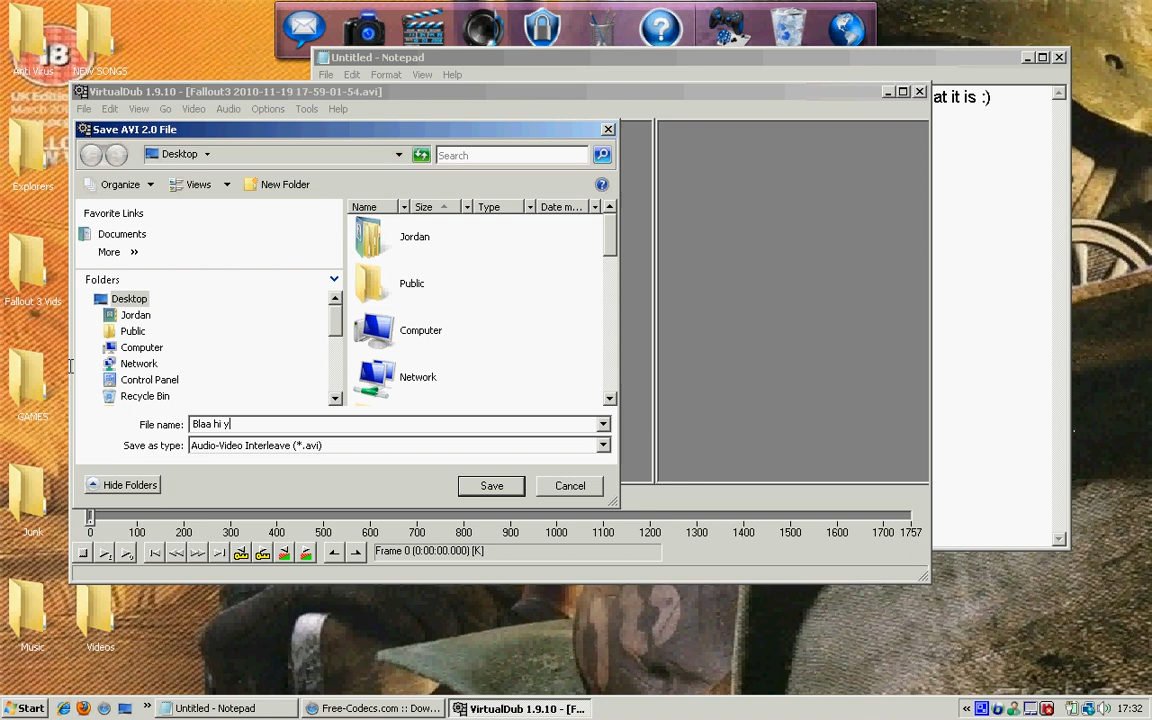 Untitled - Notepad
File Edit Format View Help
at it is :)
Anti Virus
NEW SONGS
Explorers
Fallout 3 Vids
GAMES
Junk
Music
Videos
VirtualDub 1.9.10 - [Fallout3 2010-11-19 17-59-01-54.avi]
File Edit View Go Video Audio Options Tools Help
Save AVI 2.0 File
Desktop
Search
Organize Views New Folder
Favorite Links
Documents
More »
Folders
Desktop
Jordan
Public
Computer
Network
Control Panel
Recycle Bin
Name Size Type Date m...
Jordan
Public
Computer
Network
File name: Blaa hi y
Save as type: Audio-Video Interleave (*.avi)
Hide Folders Save Cancel
0 100 200 300 400 500 600 700 800 900 1000 1100 1200 1300 1400 1500 1600 1700 1757
Frame 0 (0:00:00.000) [K]
Start » Untitled - Notepad Free-Codecs.com :: Dow... VirtualDub 1.9.10 - [F... « 17:32